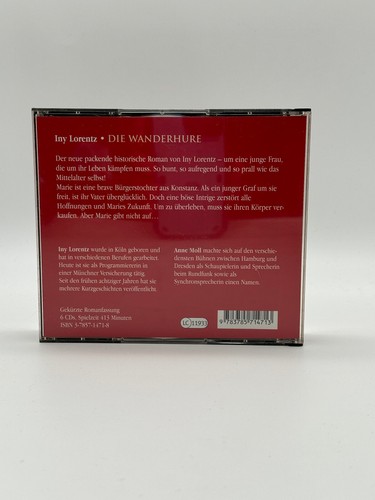 Iny Lorentz • DIE WANDERHURE
Der neue packende historische Roman von Iny Lorentz – um eine junge Frau,
die um ihr Leben kämpfen muss. So bunt, so aufregend und so prall wie das
Mittelalter selbst!
Marie ist eine brave Bürgerstochter aus Konstanz. Als ein junger Graf um sie
freit, ist ihr Vater überglücklich. Doch eine böse Intrige zerstört alle
Hoffnungen und Maries Zukunft. Um zu überleben, muss sie ihren Körper ver-
kaufen. Aber Marie gibt nicht auf…
Iny Lorentz wurde in Köln geboren und
hat in verschiedenen Berufen gearbeitet.
Heute ist sie als Programmiererin in
einer Münchner Versicherung tätig.
Seit den frühen achtziger Jahren hat sie
mehrere Kurzgeschichten veröffentlicht.
Anne Moll machte sich auf den verschie-
densten Bühnen zwischen Hamburg und
Dresden als Schauspielerin und Sprecherin
beim Rundfunk sowie als
Synchronsprecherin einen Namen.
Gekürzte Romanfassung
6 CDs, Spielzeit 415 Minuten
ISBN 3-7857-1471-8
LC 11933
9 783785 714713